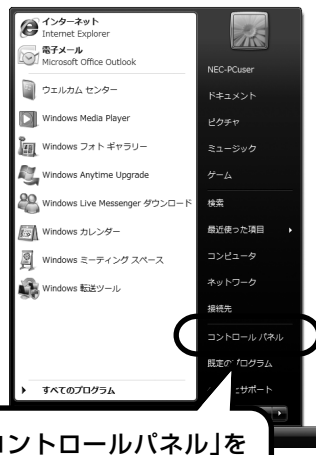 インターネット
Internet Explorer
電子メール
Microsoft Office Outlook
ウェルカム センター
Windows Media Player
Windows フォト ギャラリー
Windows Anytime Upgrade
Windows Live Messenger ダウンロード
Windows カレンダー
Windows ミーティング スペース
Windows 転送ツール
すべてのプログラム
NEC-PCuser
ドキュメント
ピクチャ
ミュージック
ゲーム
検索
最近使った項目
コンピュータ
ネットワーク
接続先
コントロール パネル
既定の プログラム
サポート
コントロールパネル」を